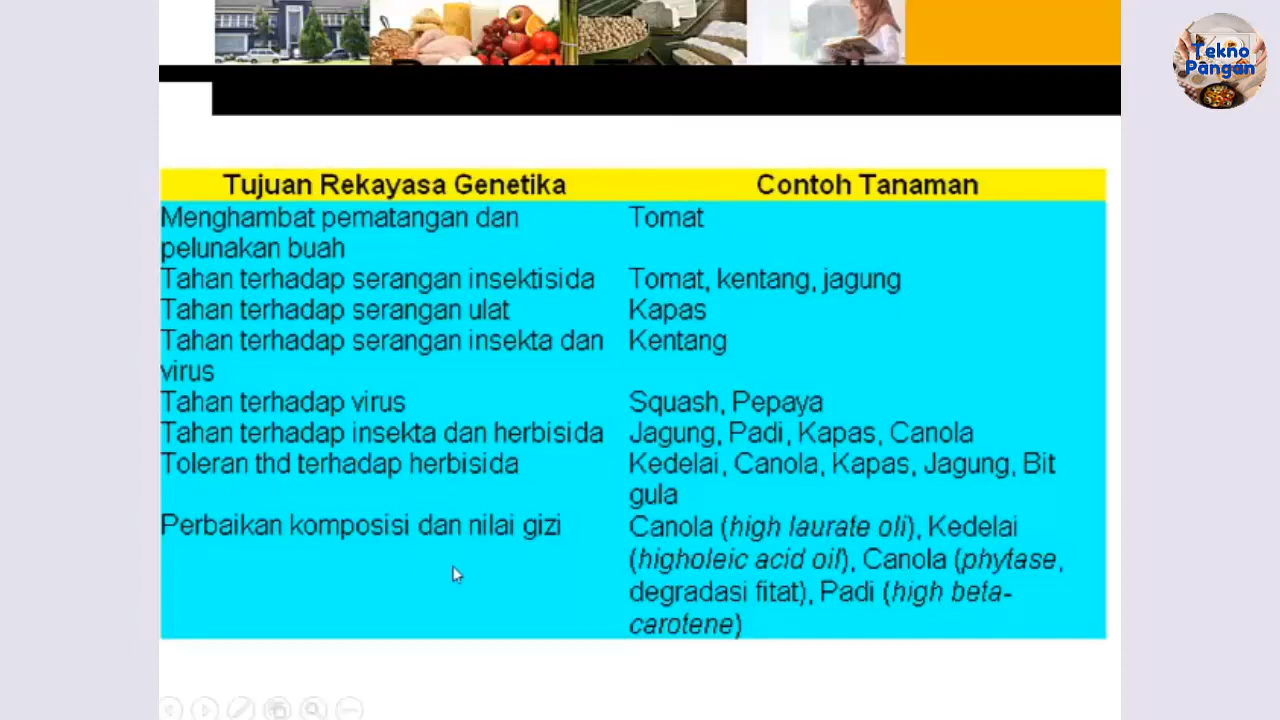 Tekno
Pangan
Tujuan Rekayasa Genetika Contoh Tanaman
Menghambat pematangan dan Tomat
pelunakan buah
Tahan terhadap serangan insektisida Tomat, kentang, jagung
Tahan terhadap serangan ulat Kapas
Tahan terhadap serangan insekta dan Kentang
virus
Tahan terhadap virus Squash, Pepaya
Tahan terhadap insekta dan herbisida Jagung, Padi, Kapas, Canola
Toleran thd terhadap herbisida Kedelai, Canola, Kapas, Jagung, Bit
gula
Perbaikan komposisi dan nilai gizi Canola (high laurate oli), Kedelai
(higholeic acid oil), Canola (phytase,
degradasi fitat), Padi (high beta-
carotene)